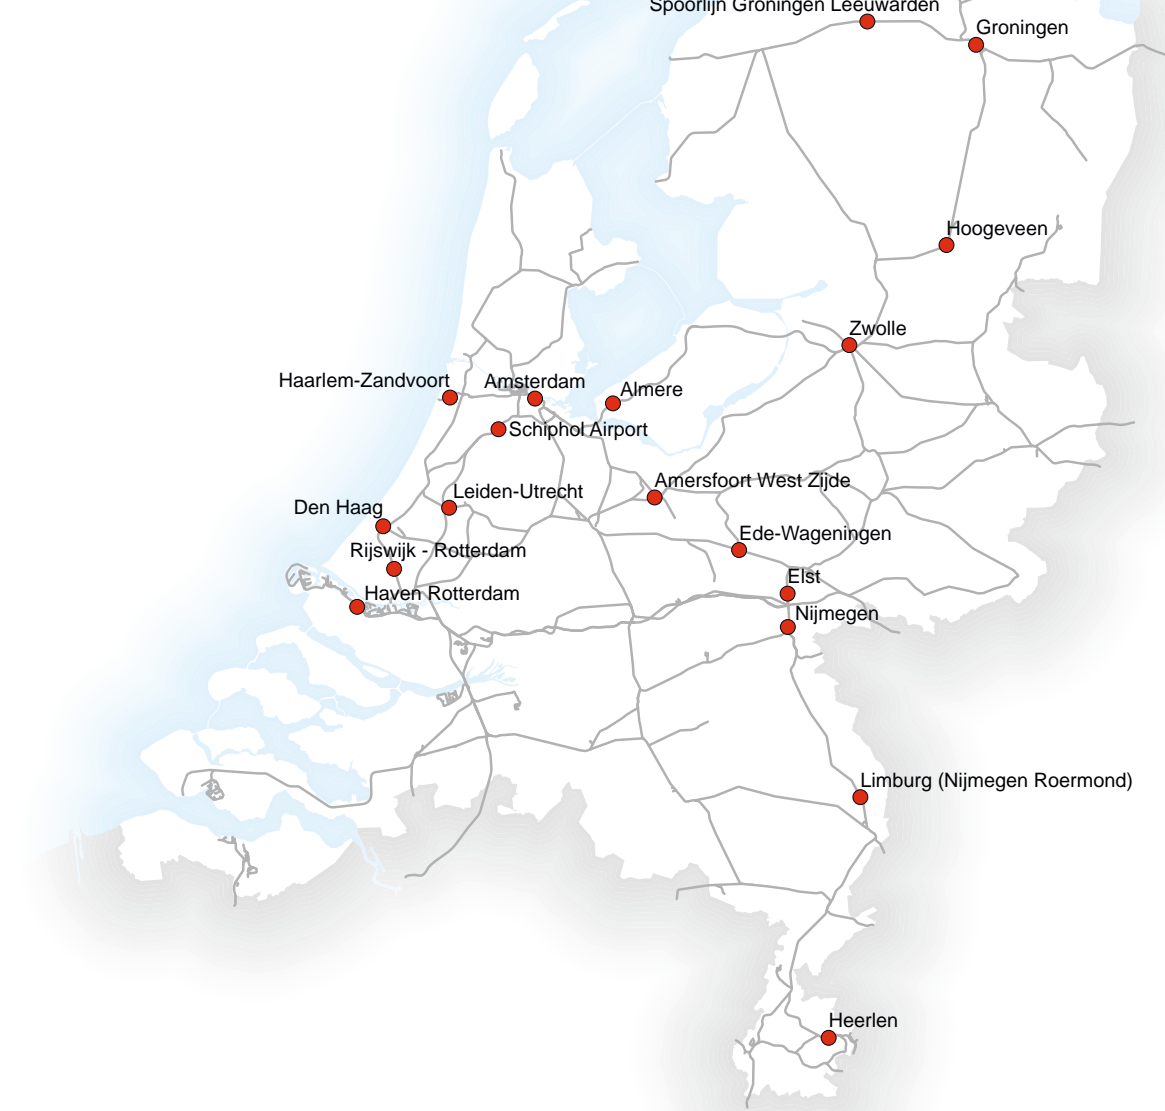 Spoorlijn Groningen Leeuwarden
Groningen
Hoogeveen
Zwolle
Haarlem-Zandvoort
Amsterdam
Almere
Schiphol Airport
Amersfoort West Zijde
Leiden-Utrecht
Den Haag
Ede-Wageningen
Rijswijk - Rotterdam
Elst
Haven Rotterdam
Nijmegen
Limburg (Nijmegen Roermond)
Heerlen